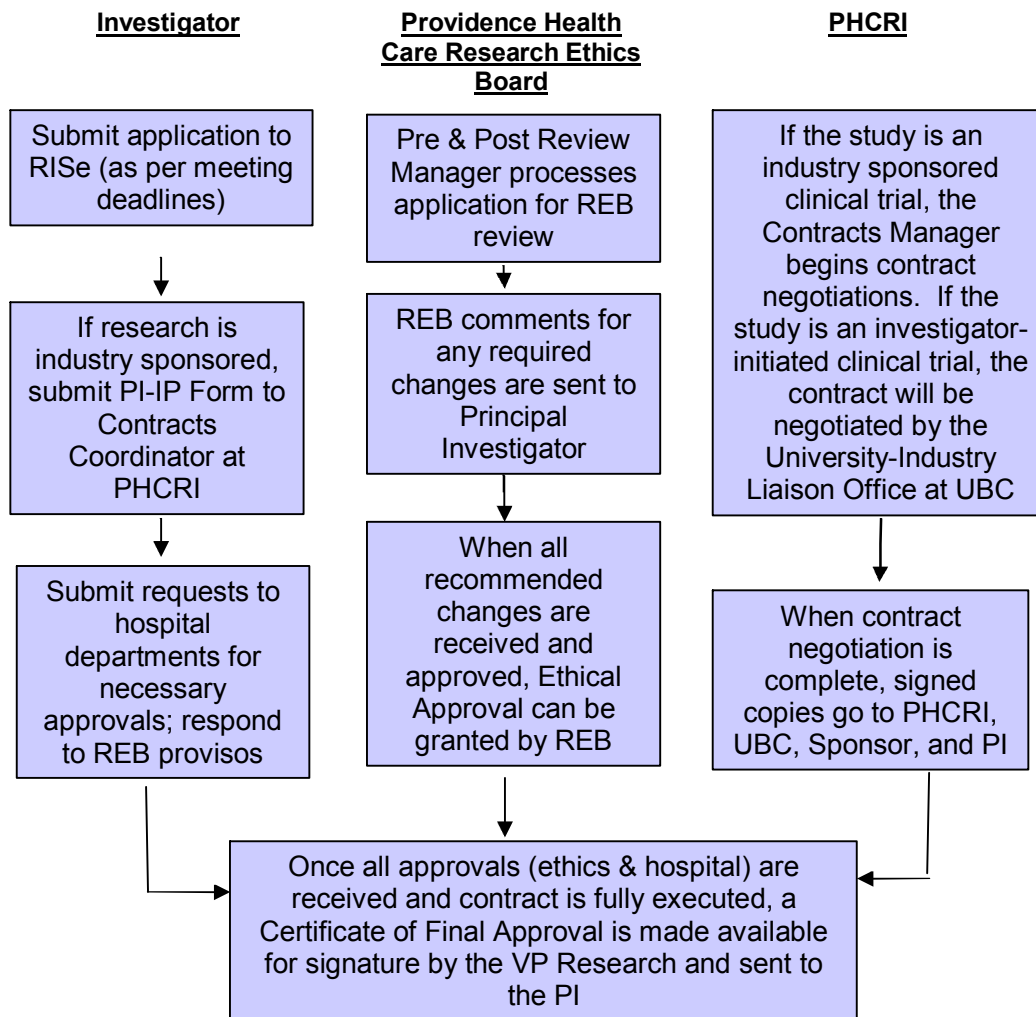 Investigator
Submit application to
RISe (as per meeting
deadlines)
If research is
industry sponsored,
submit PI-IP Form to
Contracts
Coordinator at
PHCRI
Submit requests to
hospital
departments for
necessary
approvals; respond
to REB provisos
Providence Health
Care Research Ethics
Board
Pre & Post Review
Manager processes
application for REB
review
REB comments for
any required
changes are sent to
Principal
Investigator
When all
recommended
changes are
received and
approved, Ethical
Approval can be
granted by REB
PHCRI
If the study is an
industry sponsored
clinical trial, the
Contracts Manager
begins contract
negotiations.  If the
study is an investigator-
initiated clinical trial, the
contract will be
negotiated by the
University-Industry
Liaison Office at UBC
When contract
negotiation is
complete, signed
copies go to PHCRI,
UBC, Sponsor, and PI
Once all approvals (ethics & hospital) are
received and contract is fully executed, a
Certificate of Final Approval is made available
for signature by the VP Research and sent to
the PI